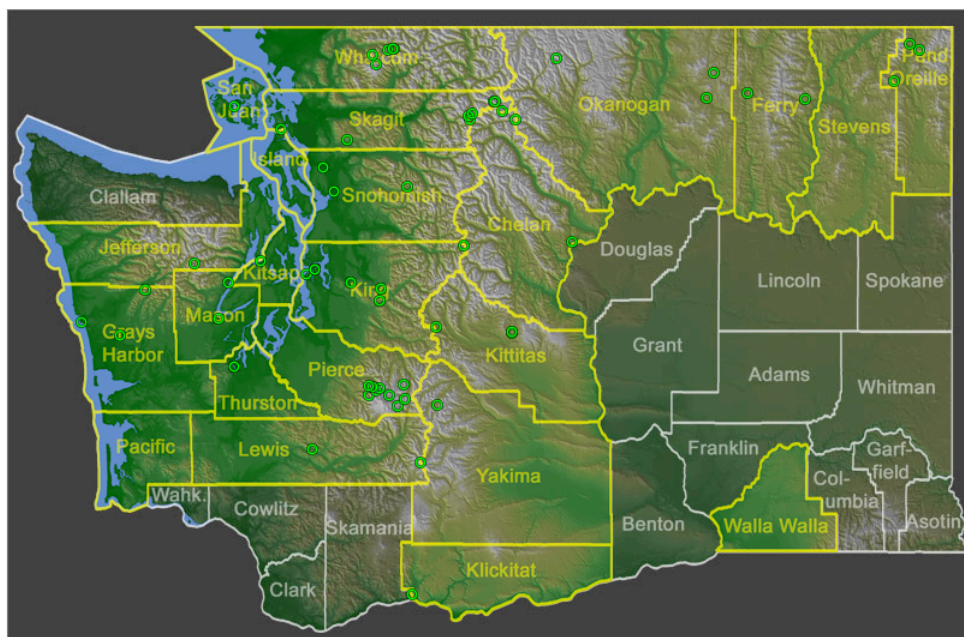 Whatcom
San
Juan
Skagit
Okanogan
Ferry
Stevens
Pend
Oreille
Island
Clallam
Snohomish
Chelan
Jefferson
Douglas
Kitsap
Lincoln
Spokane
King
Mason
Grays
Harbor
Kittitas
Grant
Pierce
Adams
Whitman
Thurston
Pacific
Lewis
Franklin
Gar-
field
Yakima
Wahk.
Cowlitz
Skamania
Benton
Walla Walla
Col-
umbia
Asotin
Klickitat
Clark